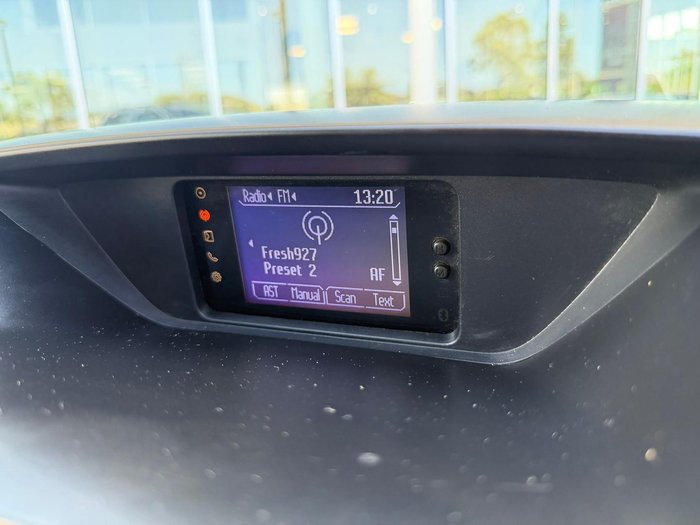 Radio FM 13:20
Fresh927
Preset 2
AF
AST Manual Scan Text